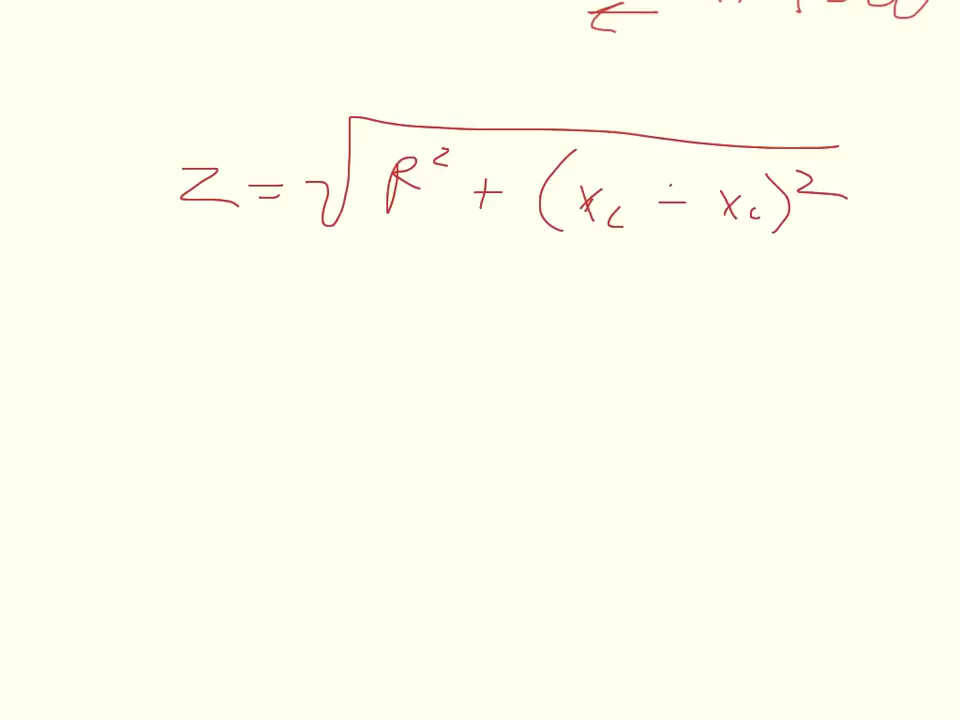 Z = √(R² + (x_L - x_c)²)